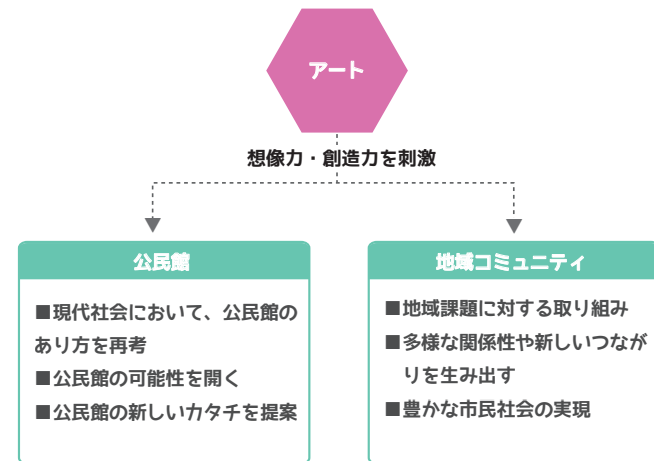 アート
想像力・創造力を刺激
公民館
■現代社会において、公民館の
あり方を再考
■公民館の可能性を開く
■公民館の新しいカタチを提案
地域コミュニティ
■地域課題に対する取り組み
■多様な関係性や新しいつなが
りを生み出す
■豊かな市民社会の実現